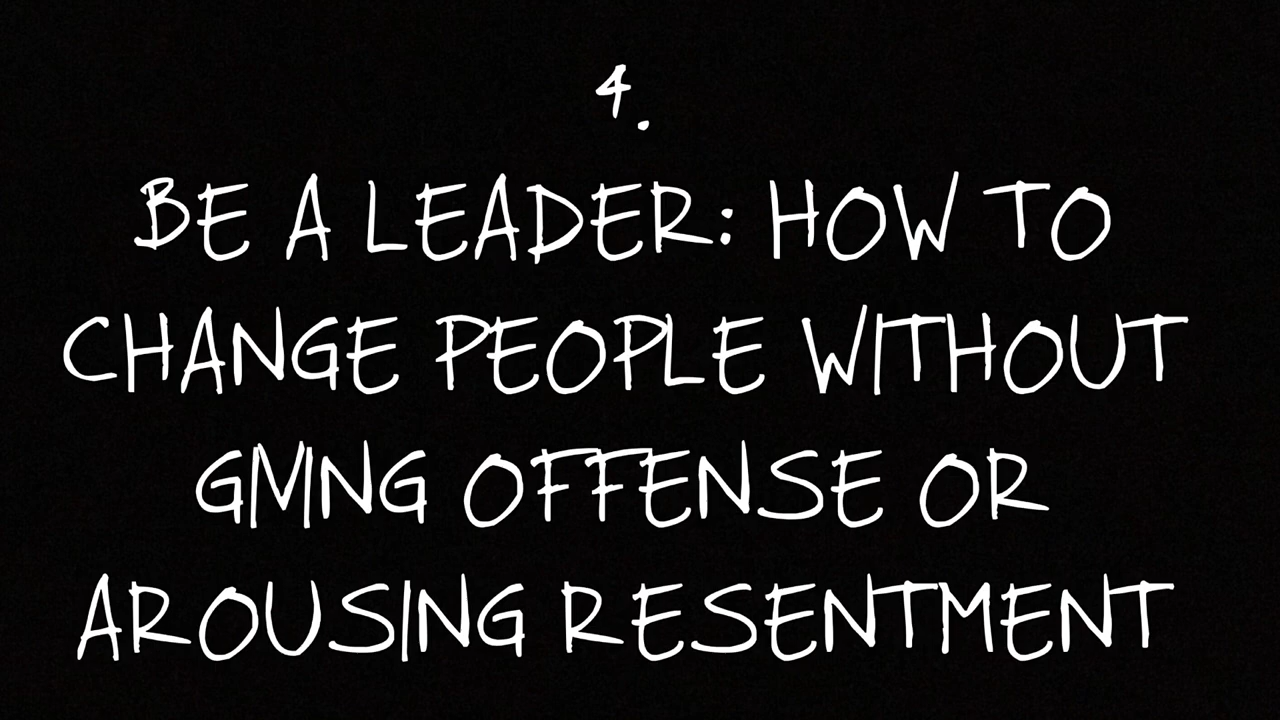 4.
BE A LEADER: HOW TO
CHANGE PEOPLE WITHOUT
GIVING OFFENSE OR
AROUSING RESENTMENT